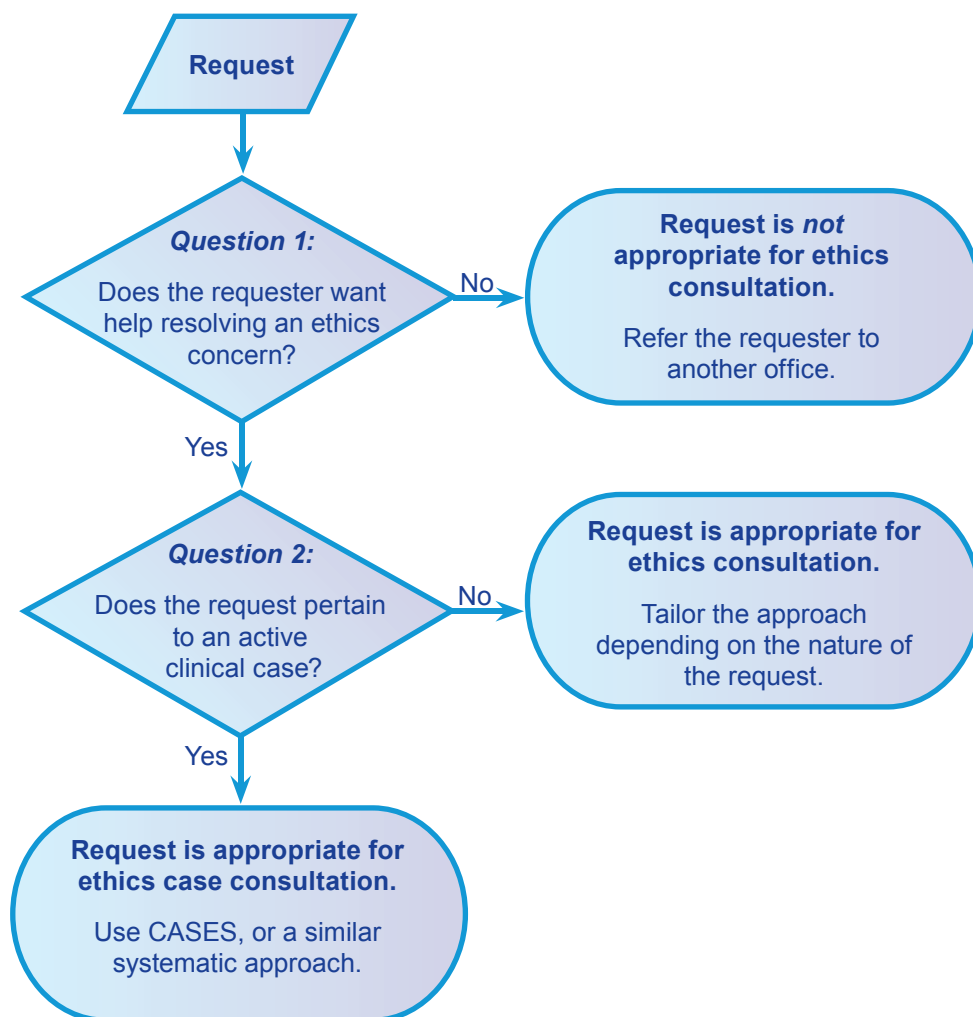 Request
Question 1:
Does the requester want
help resolving an ethics
concern?
No
Request is not
appropriate for ethics
consultation.
Refer the requester to
another office.
Yes
Question 2:
Does the request pertain
to an active
clinical case?
No
Request is appropriate for
ethics consultation.
Tailor the approach
depending on the nature of
the request.
Yes
Request is appropriate for
ethics case consultation.
Use CASES, or a similar
systematic approach.